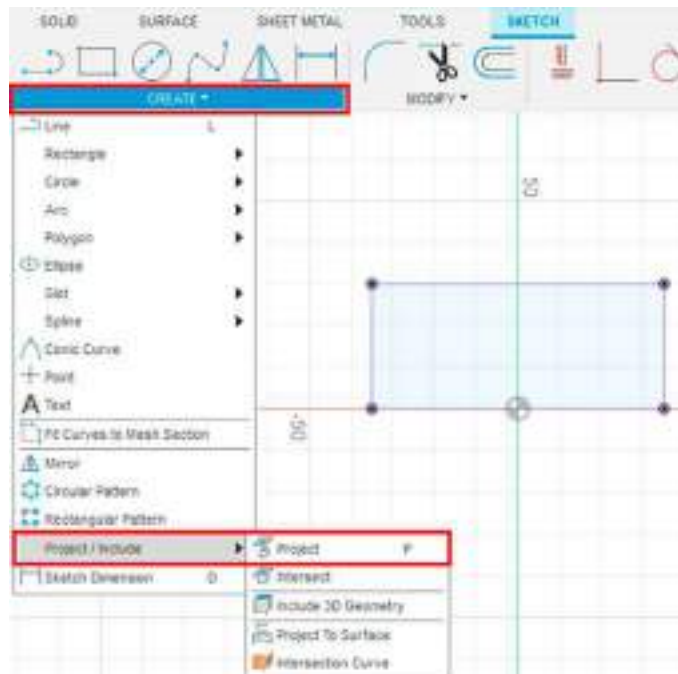 SOLID SURFACE SHEET METAL TOOLS SKETCH
CREATE ▾ MODIFY ▾
Line L
Rectangle
Circle
Arc
Polygon
Ellipse
Slot
Spline
Conic Curve
Point
A Text
Fit Curves to Mesh Section
Mirror
Circular Pattern
Rectangular Pattern
Project / Include
Project P
Sketch Dimension D
Intersect
Include 3D Geometry
Project To Surface
Intersection Curve
50
-50